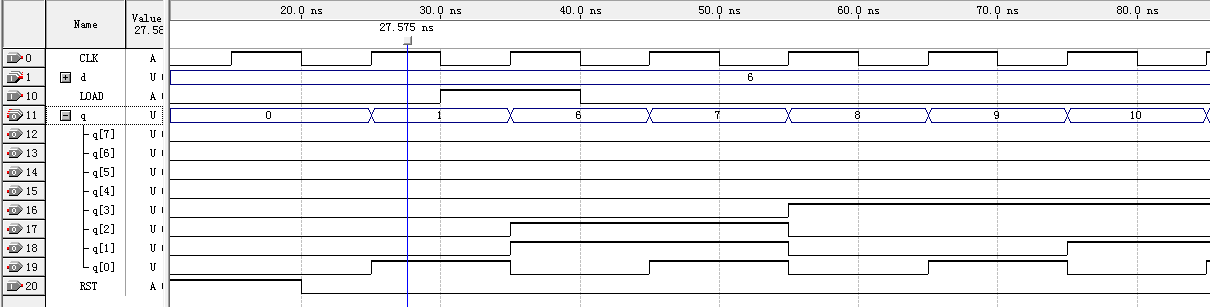 20.0 ns 30.0 ns 40.0 ns 50.0 ns 60.0 ns 70.0 ns 80.0 ns
Name Value
27.58
27.575 ns
0 CLK A
1 d U 6
10 LOAD A
11 q U 0 1 6 7 8 9 10
12 q[7] U
13 q[6] U
14 q[5] U
15 q[4] U
16 q[3] U
17 q[2] U
18 q[1] U
19 q[0] U
20 RST A